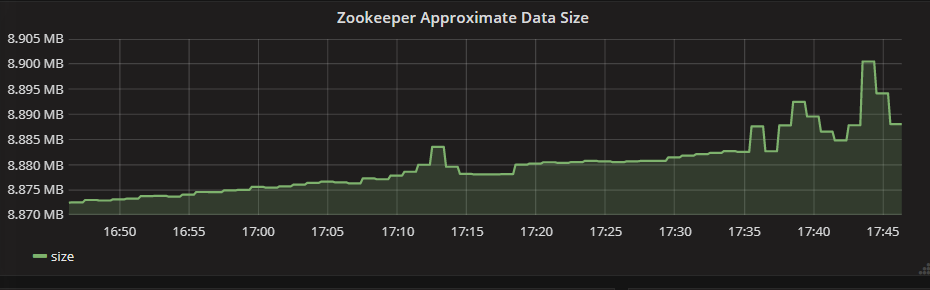 Zookeeper Approximate Data Size
8.905 MB
8.900 MB
8.895 MB
8.890 MB
8.885 MB
8.880 MB
8.875 MB
8.870 MB
16:50 16:55 17:00 17:05 17:10 17:15 17:20 17:25 17:30 17:35 17:40 17:45
size